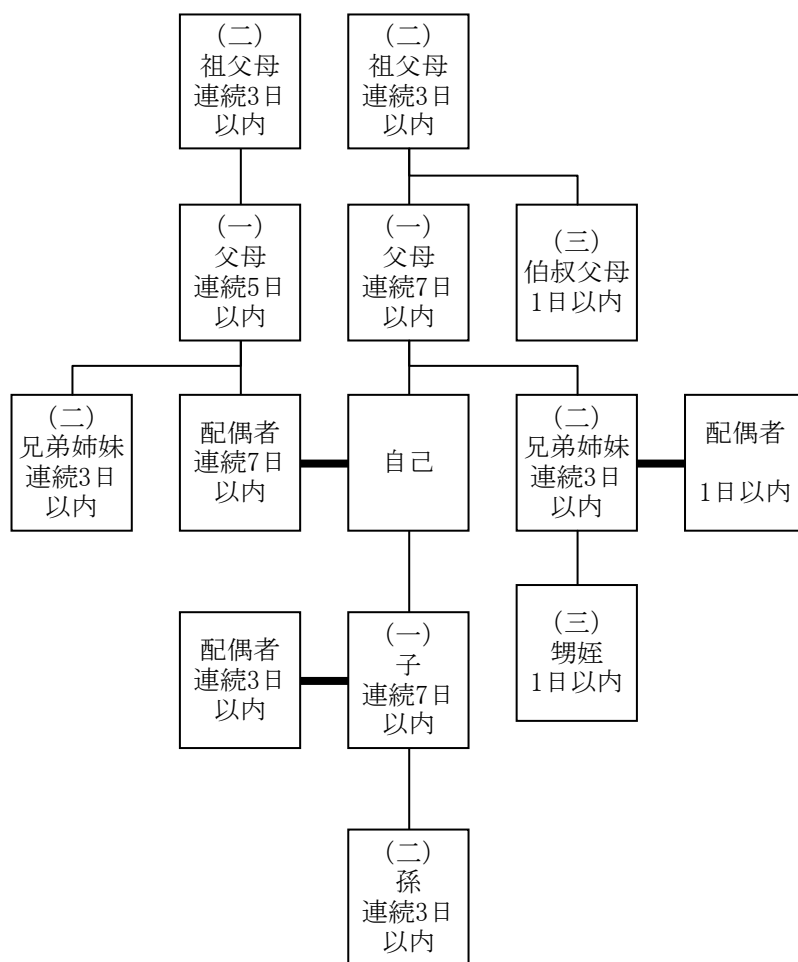 (二)
祖父母
連続3日
以内
(二)
祖父母
連続3日
以内
(一)
父母
連続5日
以内
(一)
父母
連続7日
以内
(三)
伯叔父母
1日以内
(二)
兄弟姉妹
連続3日
以内
配偶者
連続7日
以内
自己
(二)
兄弟姉妹
連続3日
以内
配偶者
1日以内
配偶者
連続3日
以内
(一)
子
連続7日
以内
(三)
甥姪
1日以内
(二)
孫
連続3日
以内